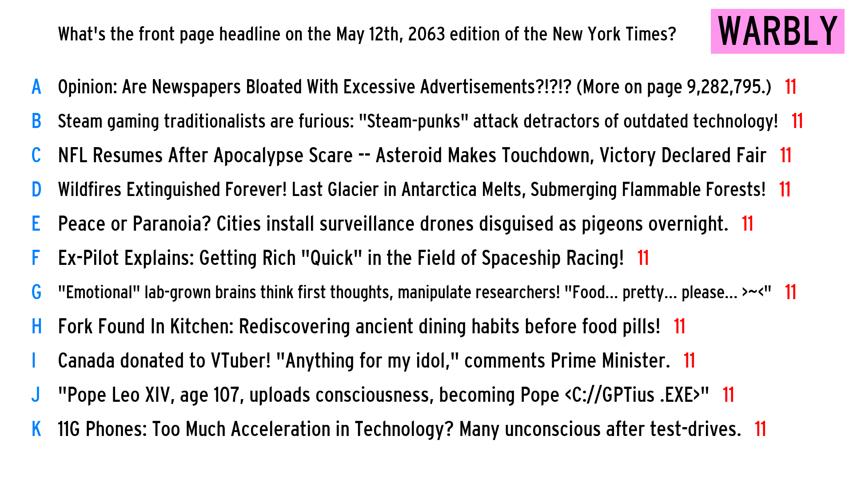 What's the front page headline on the May 12th, 2063 edition of the New York Times?
WARBLY
A Opinion: Are Newspapers Bloated With Excessive Advertisements?!?!? (More on page 9,282,795.) 11
B Steam gaming traditionalists are furious: "Steam-punks" attack detractors of outdated technology! 11
C NFL Resumes After Apocalypse Scare -- Asteroid Makes Touchdown, Victory Declared Fair 11
D Wildfires Extinguished Forever! Last Glacier in Antarctica Melts, Submerging Flammable Forests! 11
E Peace or Paranoia? Cities install surveillance drones disguised as pigeons overnight. 11
F Ex-Pilot Explains: Getting Rich "Quick" in the Field of Spaceship Racing! 11
G "Emotional" lab-grown brains think first thoughts, manipulate researchers! "Food... pretty... please... >~<" 11
H Fork Found In Kitchen: Rediscovering ancient dining habits before food pills! 11
I Canada donated to VTuber! "Anything for my idol," comments Prime Minister. 11
J "Pope Leo XIV, age 107, uploads consciousness, becoming Pope <C://GPTius .EXE>" 11
K 11G Phones: Too Much Acceleration in Technology? Many unconscious after test-drives. 11